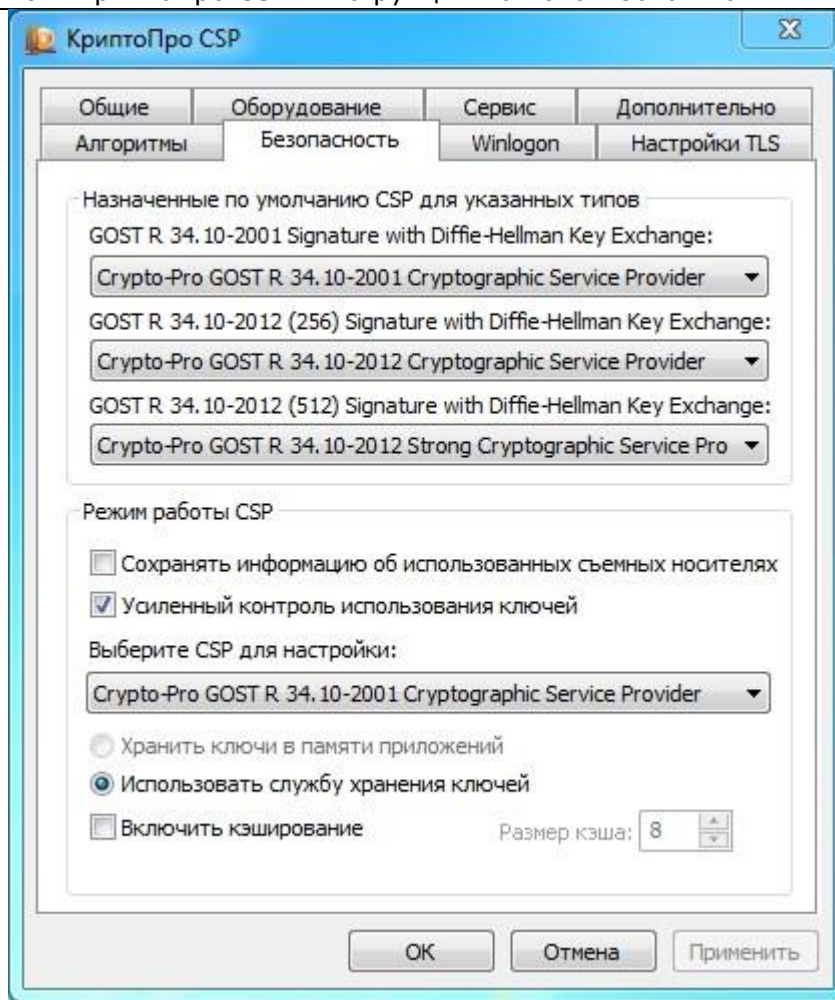 КриптоПро CSP
Общие Оборудование Сервис Дополнительно
Алгоритмы Безопасность Winlogon Настройки TLS
Назначенные по умолчанию CSP для указанных типов
GOST R 34.10-2001 Signature with Diffie-Hellman Key Exchange:
Crypto-Pro GOST R 34.10-2001 Cryptographic Service Provider
GOST R 34.10-2012 (256) Signature with Diffie-Hellman Key Exchange:
Crypto-Pro GOST R 34.10-2012 Cryptographic Service Provider
GOST R 34.10-2012 (512) Signature with Diffie-Hellman Key Exchange:
Crypto-Pro GOST R 34.10-2012 Strong Cryptographic Service Pro
Режим работы CSP
Сохранять информацию об использованных съемных носителях
Усиленный контроль использования ключей
Выберите CSP для настройки:
Crypto-Pro GOST R 34.10-2001 Cryptographic Service Provider
Хранить ключи в памяти приложений
Использовать службу хранения ключей
Включить кэширование Размер кэша: 8
ОК Отмена Применить